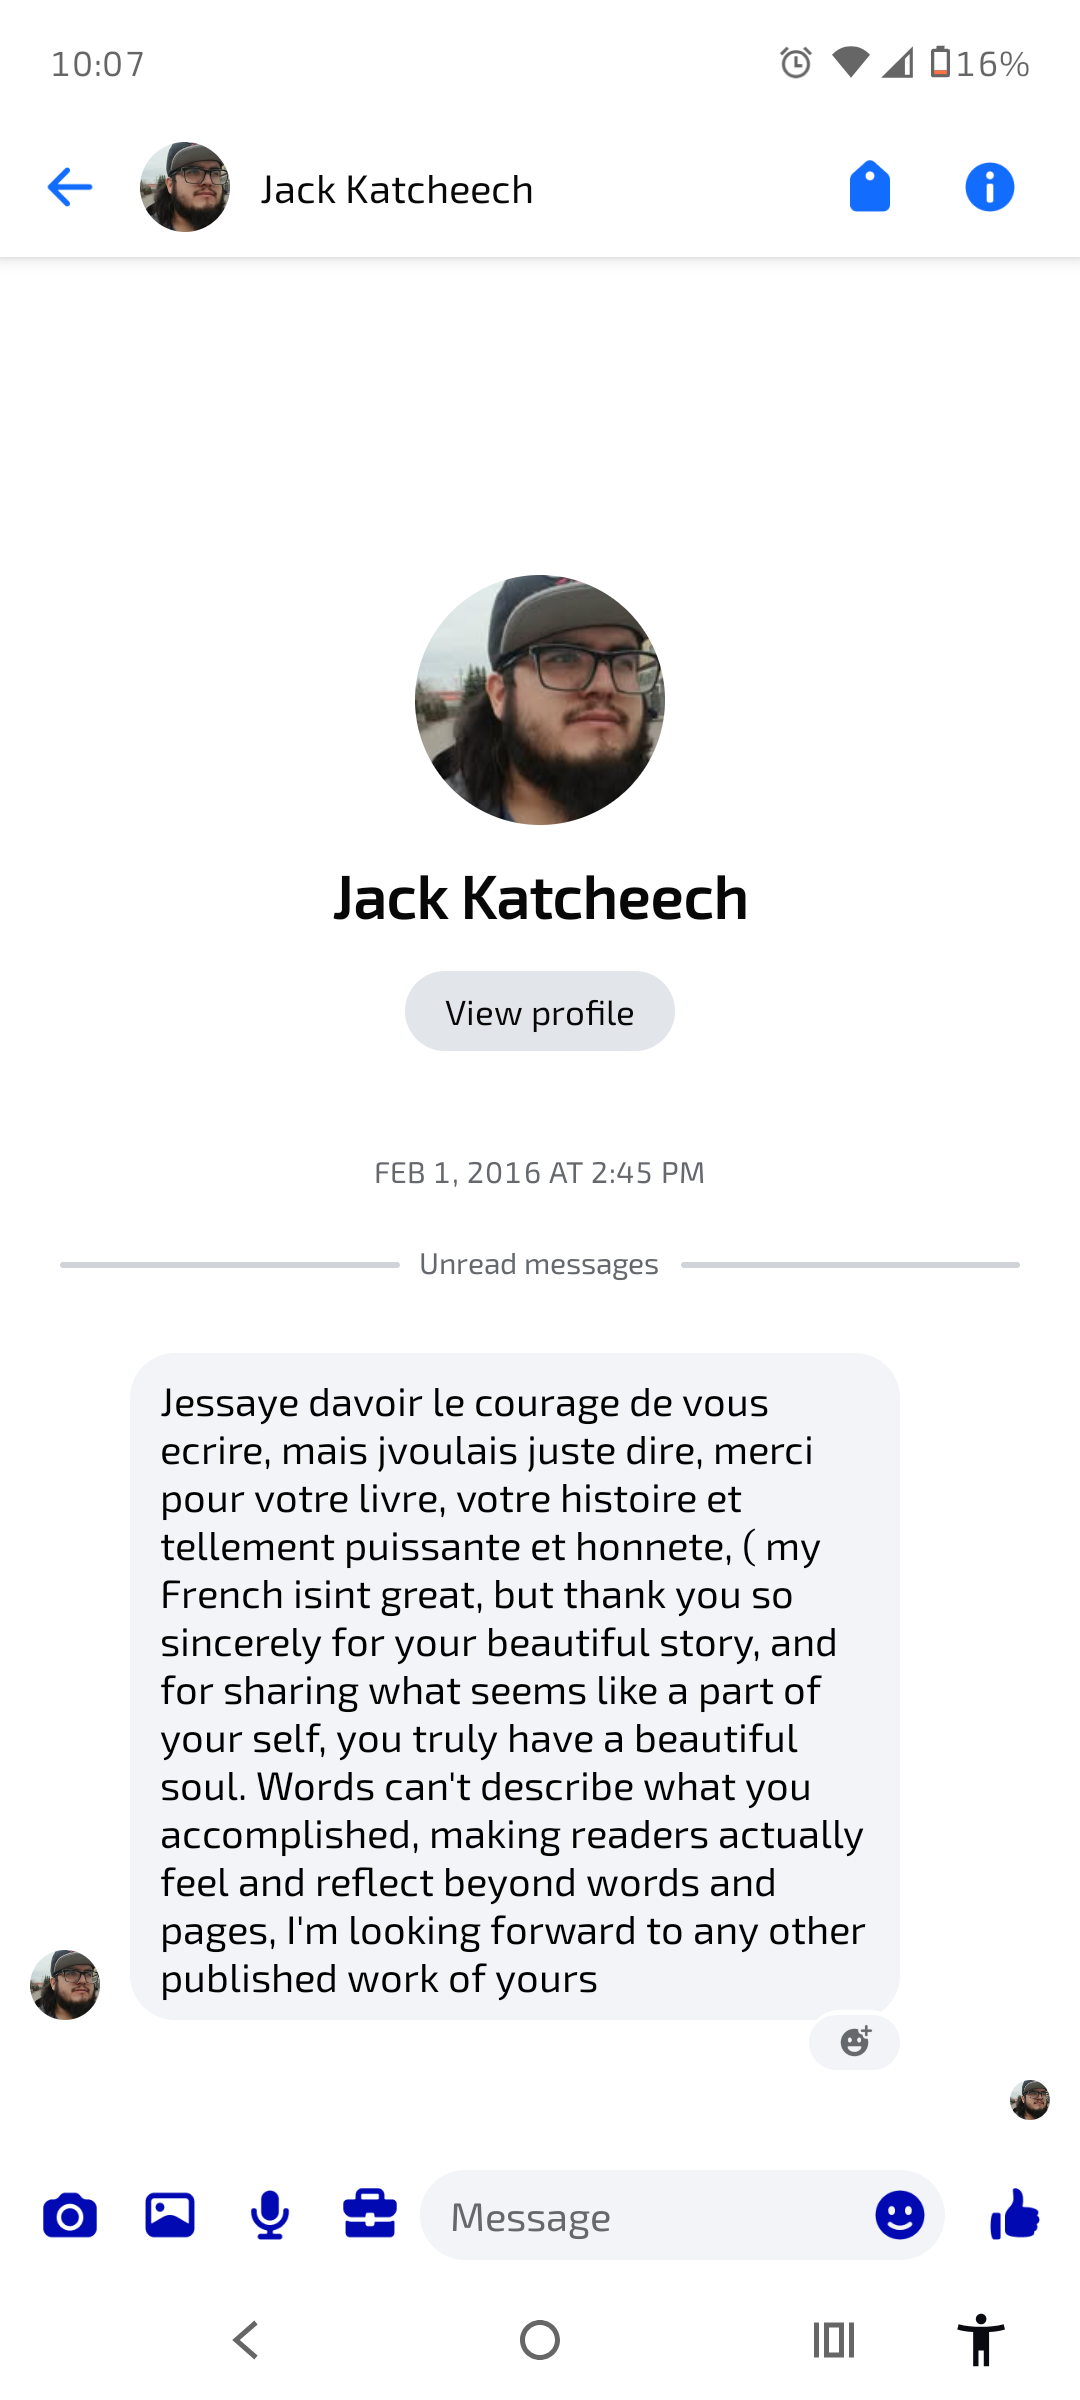 10:07
16%
Jack Katcheech
Jack Katcheech
View profile
FEB 1, 2016 AT 2:45 PM
Unread messages
Jessaye davoir le courage de vous
ecrire, mais jvoulais juste dire, merci
pour votre livre, votre histoire et
tellement puissante et honnete, ( my
French isint great, but thank you so
sincerely for your beautiful story, and
for sharing what seems like a part of
your self, you truly have a beautiful
soul. Words can't describe what you
accomplished, making readers actually
feel and reflect beyond words and
pages, I'm looking forward to any other
published work of yours
Message